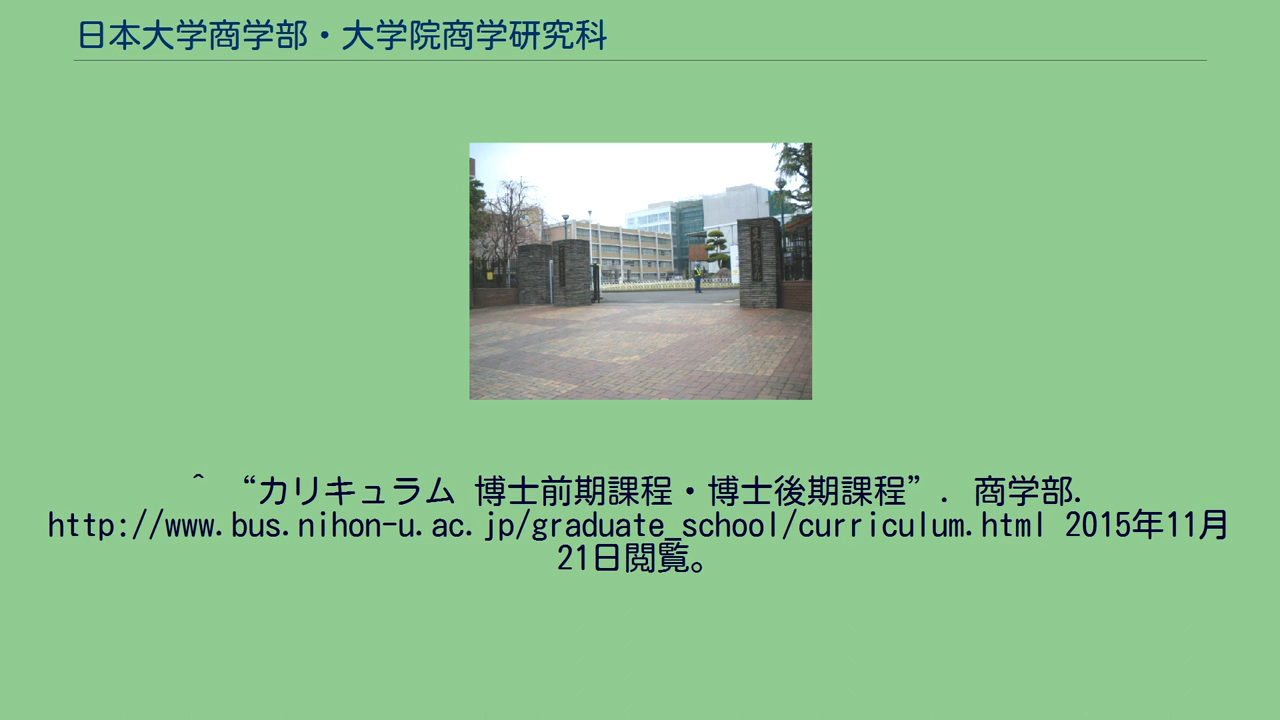 日本大学商学部・大学院商学研究科
^ “カリキュラム 博士前期課程・博士後期課程”. 商学部.
http://www.bus.nihon-u.ac.jp/graduate_school/curriculum.html 2015年11月
21日閲覧。